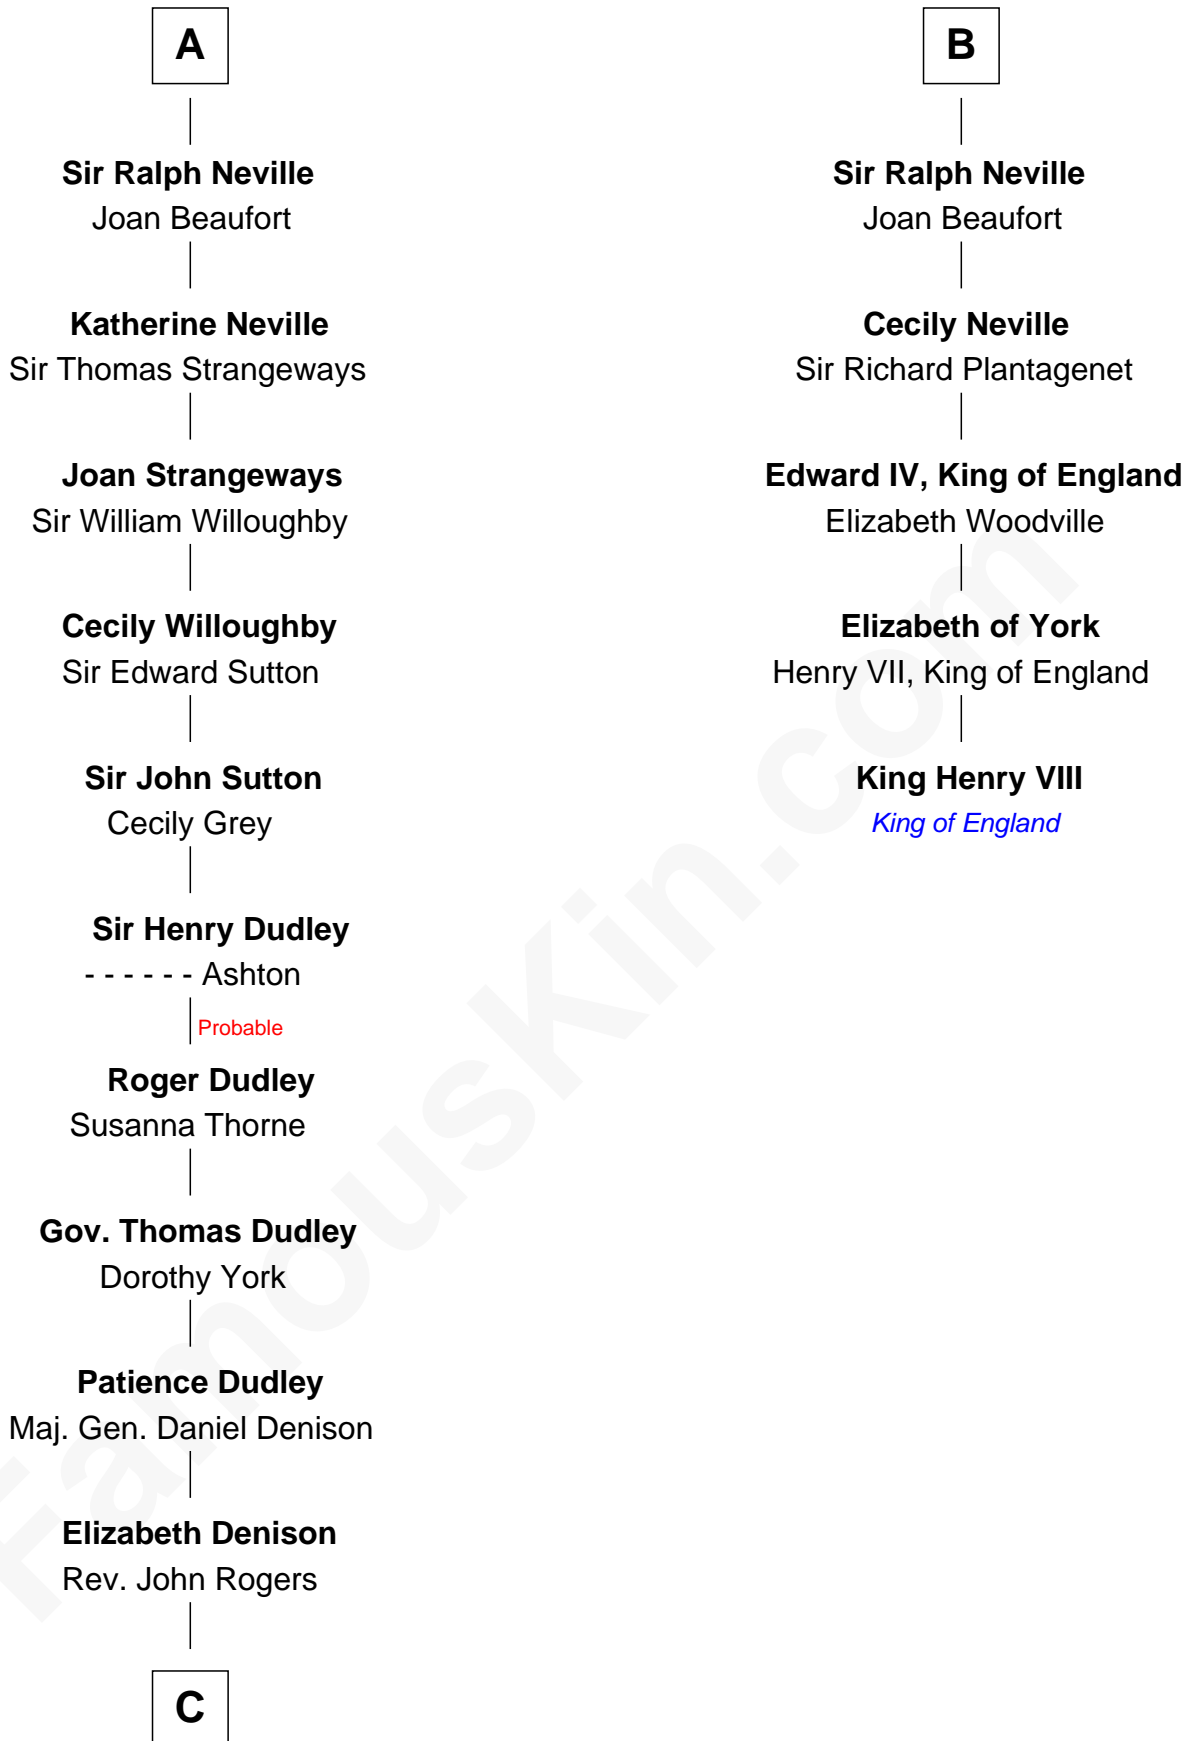 A
Sir Ralph Neville
Joan Beaufort
Katherine Neville
Sir Thomas Strangeways
Joan Strangeways
Sir William Willoughby
Cecily Willoughby
Sir Edward Sutton
Sir John Sutton
Cecily Grey
Sir Henry Dudley
- - - - - - Ashton
Probable
Roger Dudley
Susanna Thorne
Gov. Thomas Dudley
Dorothy York
Patience Dudley
Maj. Gen. Daniel Denison
Elizabeth Denison
Rev. John Rogers
C
B
Sir Ralph Neville
Joan Beaufort
Cecily Neville
Sir Richard Plantagenet
Edward IV, King of England
Elizabeth Woodville
Elizabeth of York
Henry VII, King of England
King Henry VIII
King of England
FamousKin.com